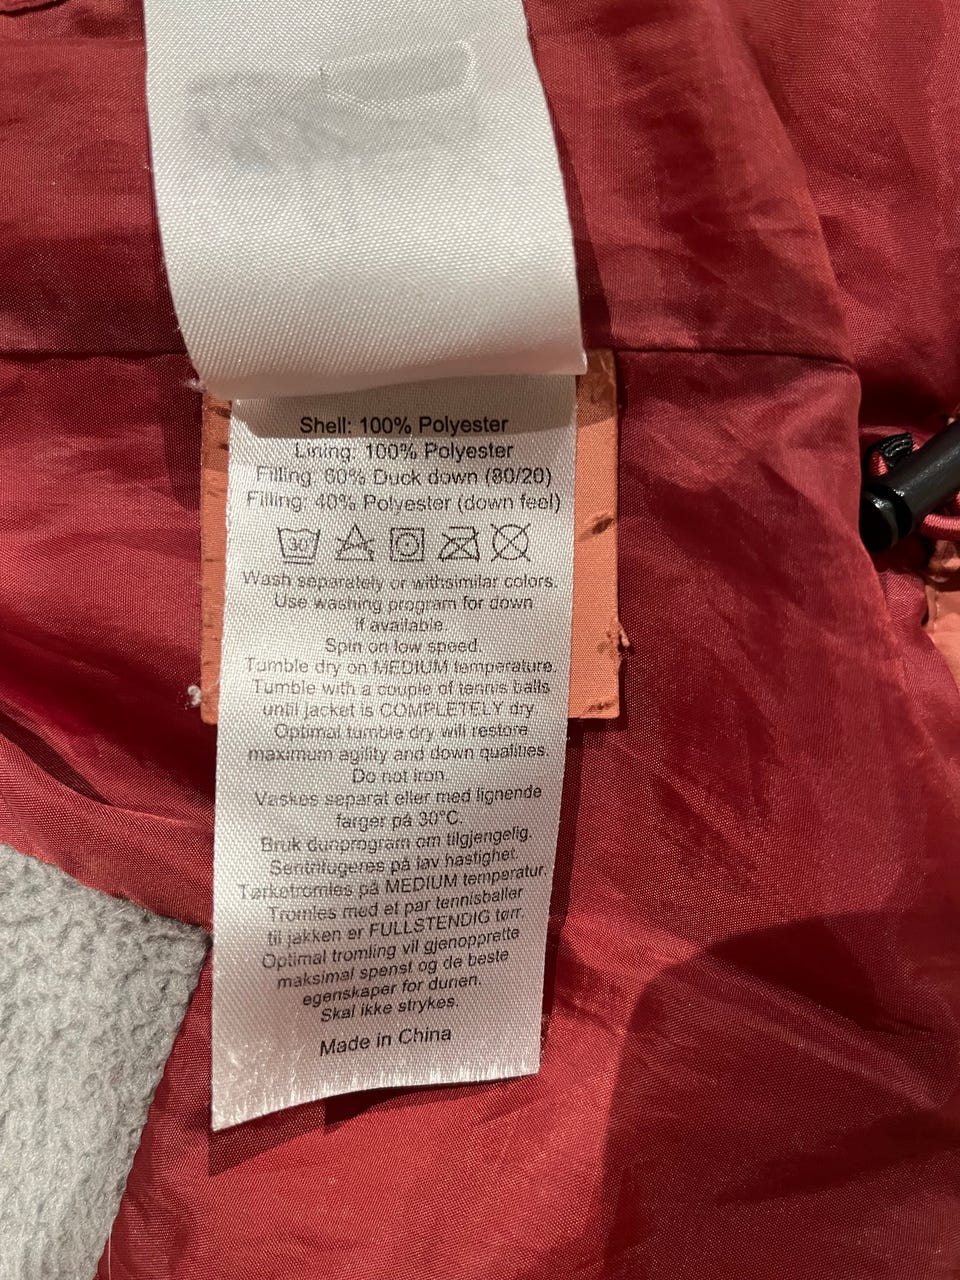 Shell: 100% Polyester
Lining: 100% Polyester
Filling: 60% Duck down (80/20)
Filling: 40% Polyester (down feel)
30
Wash separately or withsimilar colors.
Use washing program for down
if available
Spin on low speed.
Tumble dry on MEDIUM temperature.
Tumble with a couple of tennis balls
until jacket is COMPLETELY dry
Optimal tumble dry will restore
maximum agility and down qualities.
Do not iron.
Vaskes separat eller med lignende
farger på 30°C.
Bruk dunprogram om tilgjengelig.
Sentrifugeres på lav hastighet.
Tørketromles på MEDIUM temperatur.
Tromles med et par tennisballer
til jakken er FULLSTENDIG tørr.
Optimal tromling vil gjenopprette
maksimal spenst og de beste
egenskaper for dunen.
Skal ikke strykes.
Made in China